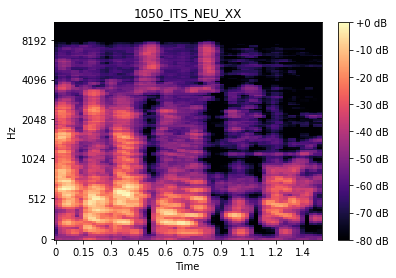 1050_ITS_NEU_XX
8192
4096
2048
1024
512
0
Hz
0 0.15 0.3 0.45 0.6 0.75 0.9 1.1 1.2 1.4
Time
+0 dB
-10 dB
-20 dB
-30 dB
-40 dB
-50 dB
-60 dB
-70 dB
-80 dB